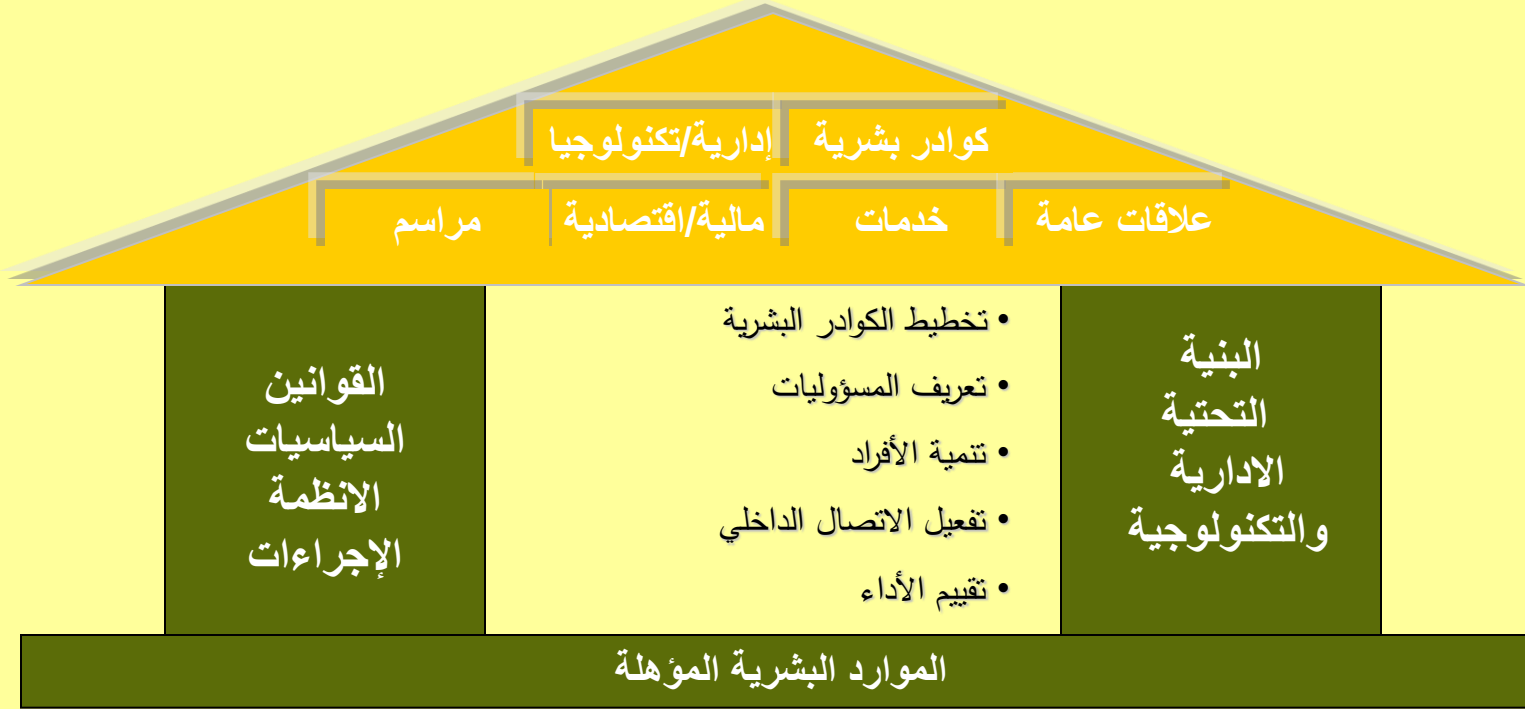 كوادر بشرية
إدارية/تكنولوجيا
علاقات عامة
خدمات
مالية/اقتصادية
مراسم
البنية
التحتية
الادارية
والتكنولوجية
• تخطيط الكوادر البشرية
• تعريف المسؤوليات
• تنمية الأفراد
• تفعيل الاتصال الداخلي
• تقييم الأداء
القوانين
السياسيات
الانظمة
الإجراءات
الموارد البشرية المؤهلة